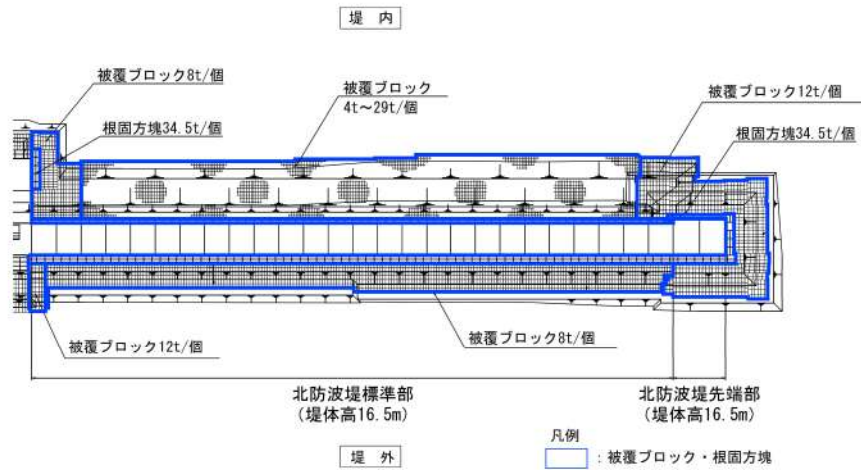 堤 内
被覆ブロック8t/個
根固方塊34.5t/個
被覆ブロック
4t～29t/個
被覆ブロック12t/個
根固方塊34.5t/個
被覆ブロック12t/個
被覆ブロック8t/個
北防波堤標準部
（堤体高16.5m）
北防波堤先端部
（堤体高16.5m）
堤 外
凡例
：被覆ブロック・根固方塊